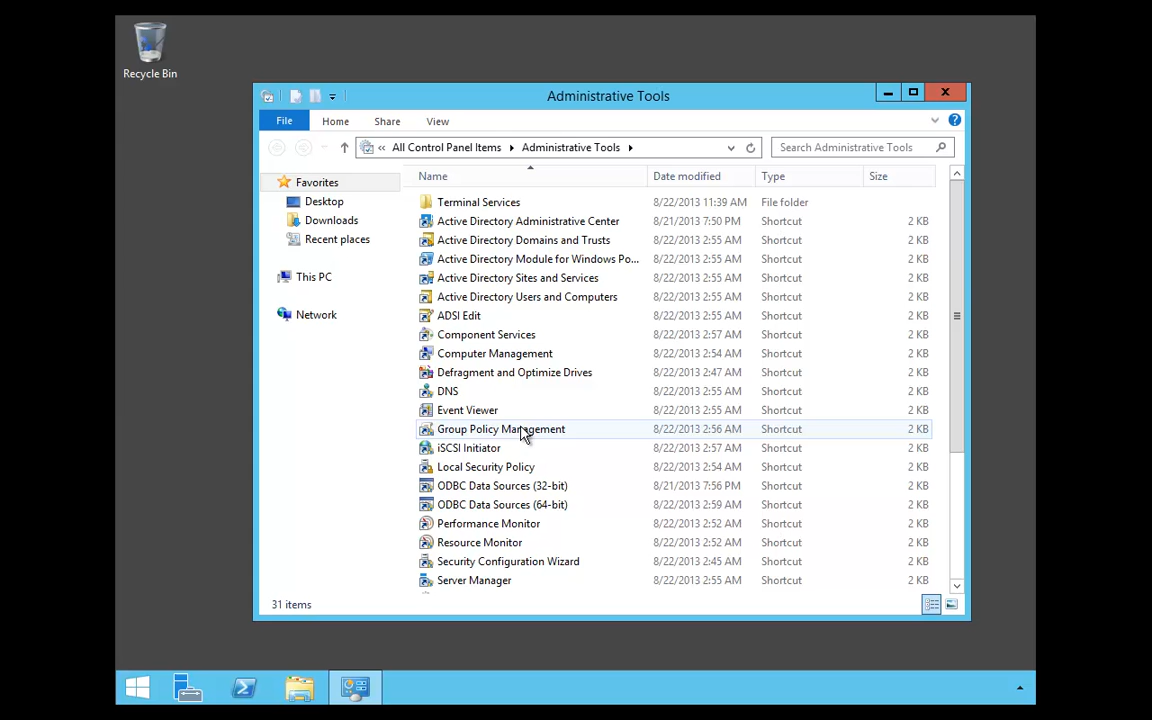 Recycle Bin
Administrative Tools
File Home Share View
« All Control Panel Items Administrative Tools Search Administrative Tools
Name Date modified Type Size
Favorites
Desktop
Downloads
Recent places
This PC
Network
Terminal Services 8/22/2013 11:39 AM File folder
Active Directory Administrative Center 8/21/2013 7:50 PM Shortcut 2 KB
Active Directory Domains and Trusts 8/22/2013 2:55 AM Shortcut 2 KB
Active Directory Module for Windows Po... 8/22/2013 2:55 AM Shortcut 2 KB
Active Directory Sites and Services 8/22/2013 2:55 AM Shortcut 2 KB
Active Directory Users and Computers 8/22/2013 2:55 AM Shortcut 2 KB
ADSI Edit 8/22/2013 2:55 AM Shortcut 2 KB
Component Services 8/22/2013 2:57 AM Shortcut 2 KB
Computer Management 8/22/2013 2:54 AM Shortcut 2 KB
Defragment and Optimize Drives 8/22/2013 2:47 AM Shortcut 2 KB
DNS 8/22/2013 2:55 AM Shortcut 2 KB
Event Viewer 8/22/2013 2:55 AM Shortcut 2 KB
Group Policy Management 8/22/2013 2:56 AM Shortcut 2 KB
iSCSI Initiator 8/22/2013 2:57 AM Shortcut 2 KB
Local Security Policy 8/22/2013 2:54 AM Shortcut 2 KB
ODBC Data Sources (32-bit) 8/21/2013 7:56 PM Shortcut 2 KB
ODBC Data Sources (64-bit) 8/22/2013 2:59 AM Shortcut 2 KB
Performance Monitor 8/22/2013 2:52 AM Shortcut 2 KB
Resource Monitor 8/22/2013 2:52 AM Shortcut 2 KB
Security Configuration Wizard 8/22/2013 2:45 AM Shortcut 2 KB
Server Manager 8/22/2013 2:55 AM Shortcut 2 KB
31 items